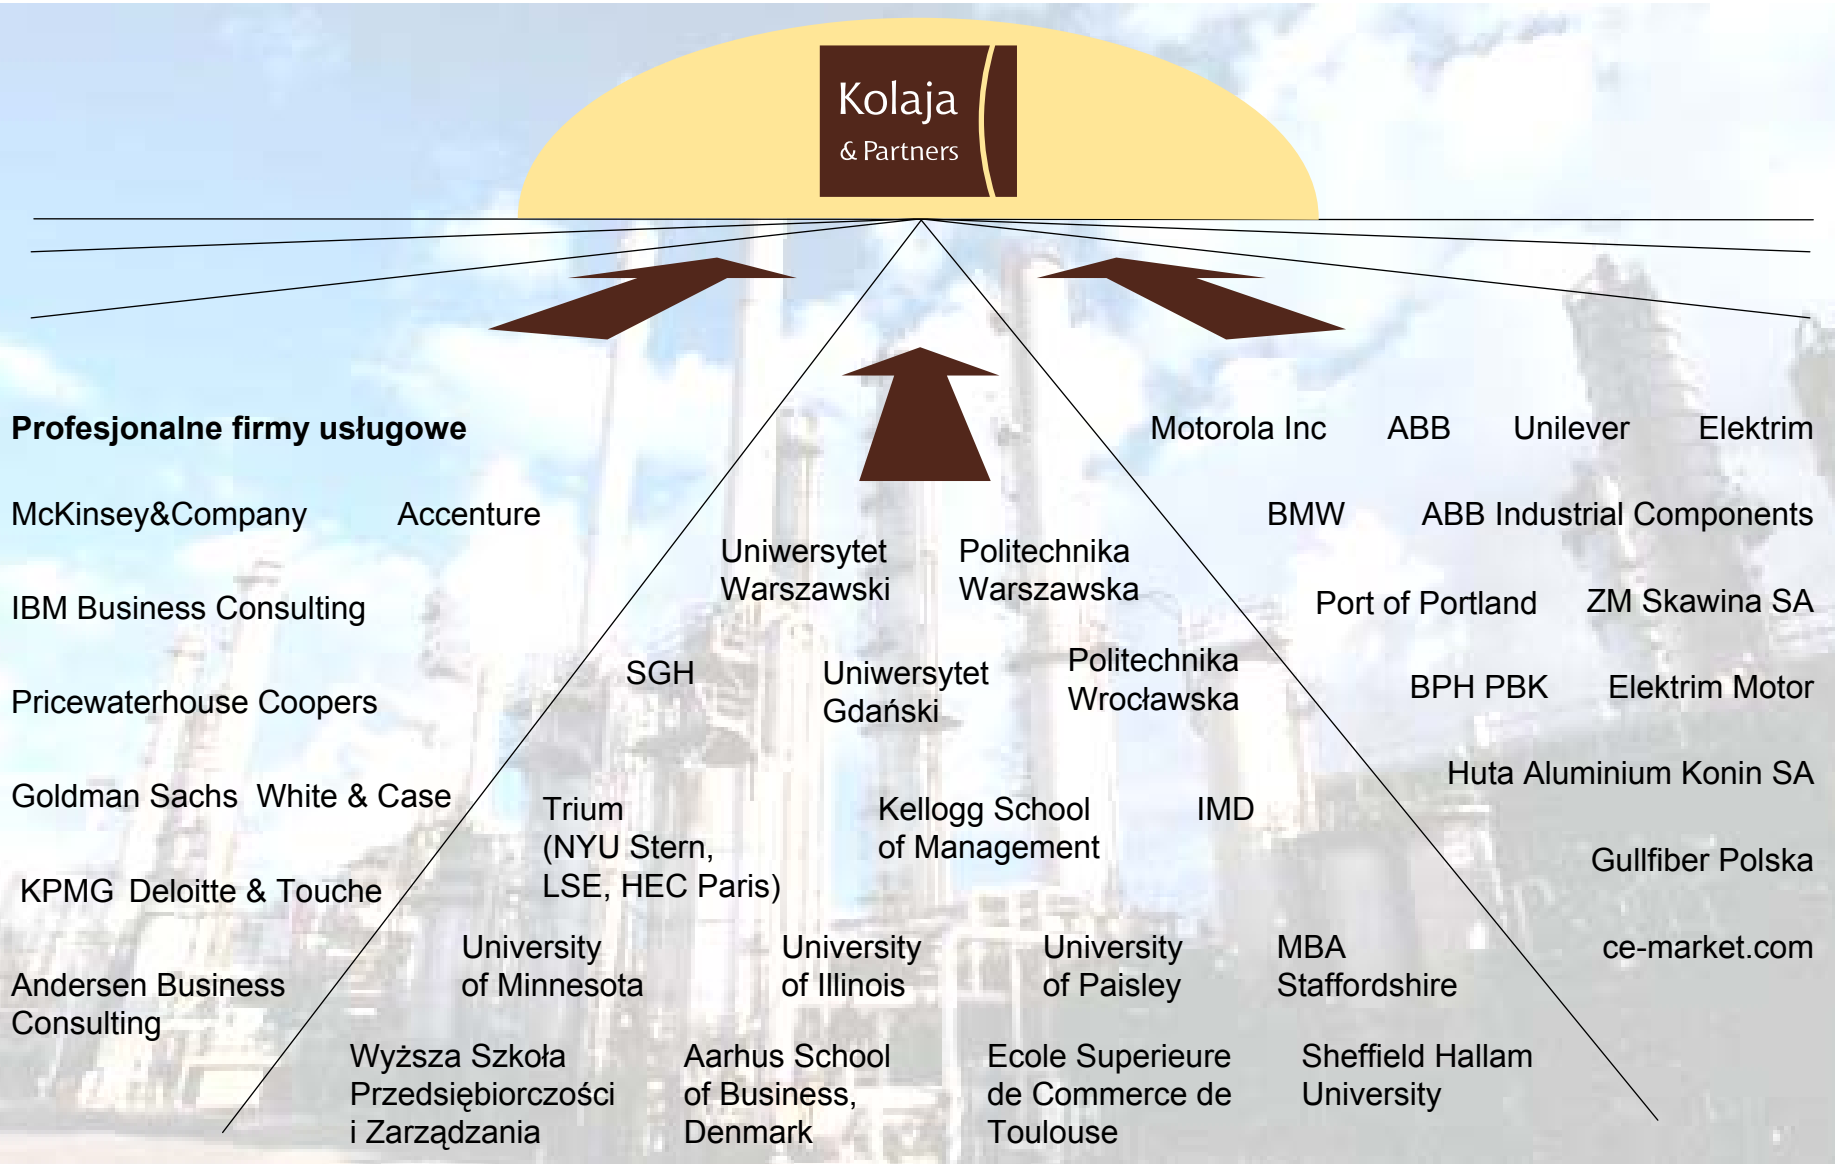 Kolaja
& Partners
Profesjonalne firmy usługowe
McKinsey&Company Accenture
IBM Business Consulting
Pricewaterhouse Coopers
Goldman Sachs White & Case
KPMG Deloitte & Touche
Andersen Business
Consulting
Uniwersytet
Warszawski
Politechnika
Warszawska
SGH
Uniwersytet
Gdański
Politechnika
Wrocławska
Trium
(NYU Stern,
LSE, HEC Paris)
Kellogg School
of Management
IMD
University
of Minnesota
University
of Illinois
University
of Paisley
MBA
Staffordshire
Wyższa Szkoła
Przedsiębiorczości
i Zarządzania
Aarhus School
of Business,
Denmark
Ecole Superieure
de Commerce de
Toulouse
Sheffield Hallam
University
Motorola Inc ABB Unilever Elektrim
BMW ABB Industrial Components
Port of Portland ZM Skawina SA
BPH PBK Elektrim Motor
Huta Aluminium Konin SA
Gullfiber Polska
ce-market.com